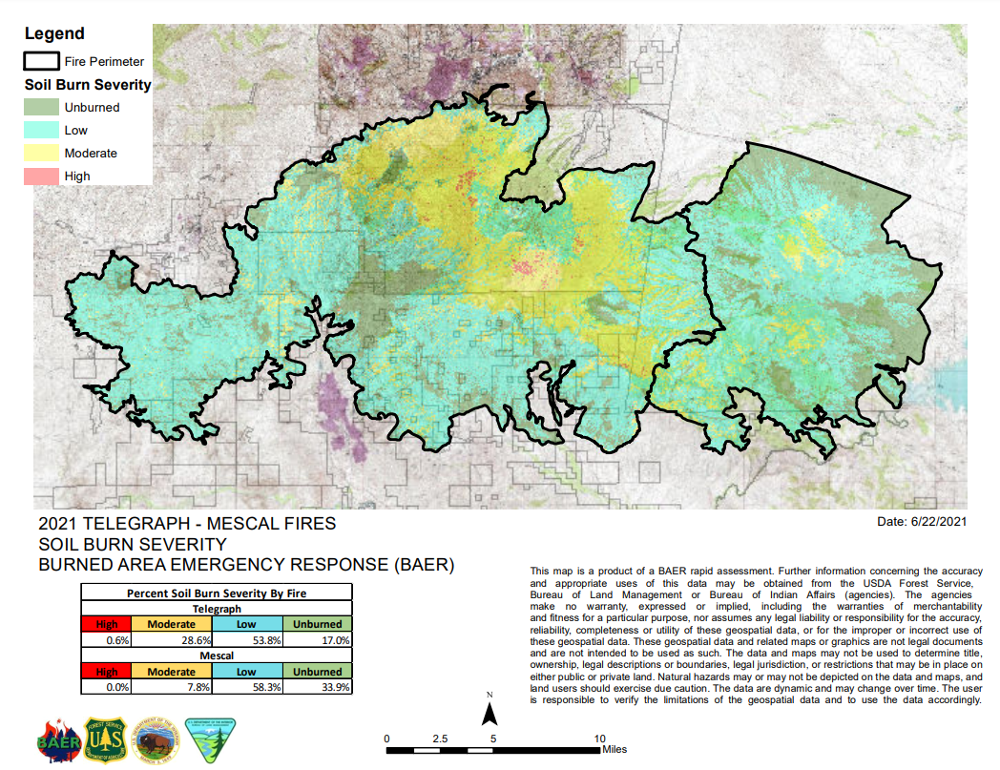 Legend
Fire Perimeter
Soil Burn Severity
Unburned
Low
Moderate
High
2021 TELEGRAPH - MESCAL FIRES
SOIL BURN SEVERITY
BURNED AREA EMERGENCY RESPONSE (BAER)
Date: 6/22/2021
Percent Soil Burn Severity By Fire
Telegraph
High Moderate Low Unburned
0.6% 28.6% 53.8% 17.0%
Mescal
High Moderate Low Unburned
0.0% 7.8% 58.3% 33.9%
This map is a product of a BAER rapid assessment. Further information concerning the accuracy
and appropriate uses of this data may be obtained from the USDA Forest Service,
Bureau of Land Management or Bureau of Indian Affairs (agencies). The agencies
make no warranty, expressed or implied, including the warranties of merchantability
and fitness for a particular purpose, nor assumes any legal liability or responsibility for the accuracy,
reliability, completeness or utility of these geospatial data, or for the improper or incorrect use of
these geospatial data. These geospatial data and related maps or graphics are not legal documents
and are not intended to be used as such. The data and maps may not be used to determine title,
ownership, legal descriptions or boundaries, legal jurisdiction, or restrictions that may be in place on
either public or private land. Natural hazards may or may not be depicted on the data and maps, and
land users should exercise due caution. The data are dynamic and may change over time. The user
is responsible to verify the limitations of the geospatial data and to use the data accordingly.
BAER
FOREST SERVICE
U S
DEPARTMENT OF AGRICULTURE
MARCH 3, 1849
N
0 2.5 5 10
Miles